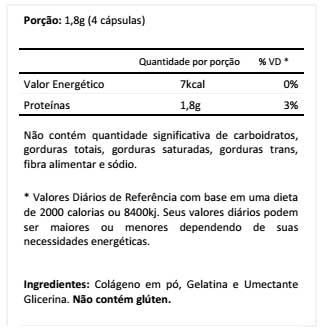 Porção: 1,8g (4 cápsulas)
Quantidade por porção % VD *
Valor Energético 7kcal 0%
Proteínas 1,8g 3%
Não contém quantidade significativa de carboidratos,
gorduras totais, gorduras saturadas, gorduras trans,
fibra alimentar e sódio.
* Valores Diários de Referência com base em uma dieta
de 2000 calorias ou 8400kj. Seus valores diários podem
ser maiores ou menores dependendo de suas
necessidades energéticas.
Ingredientes: Colágeno em pó, Gelatina e Umectante
Glicerina. Não contém glúten.